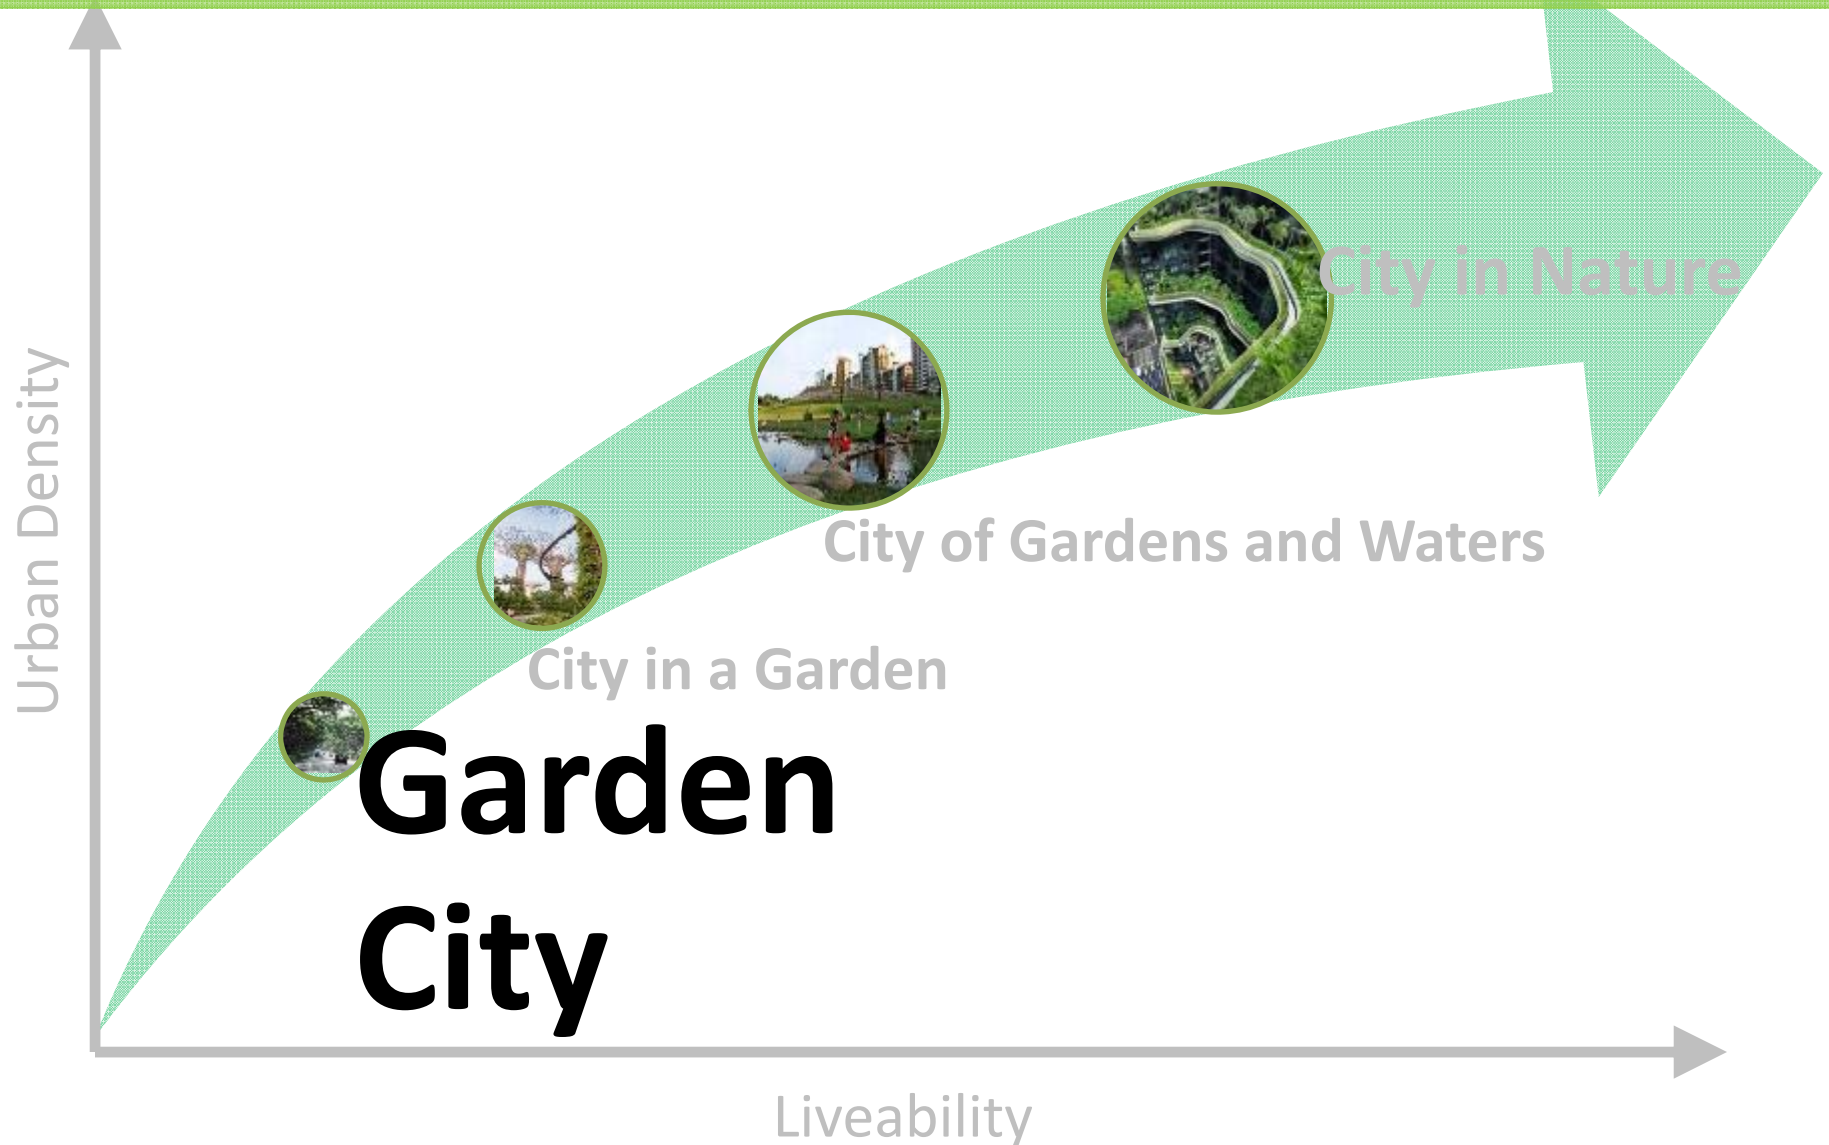 City in Nature
Urban Density
City of Gardens and Waters
City in a Garden
Garden
City
Liveability